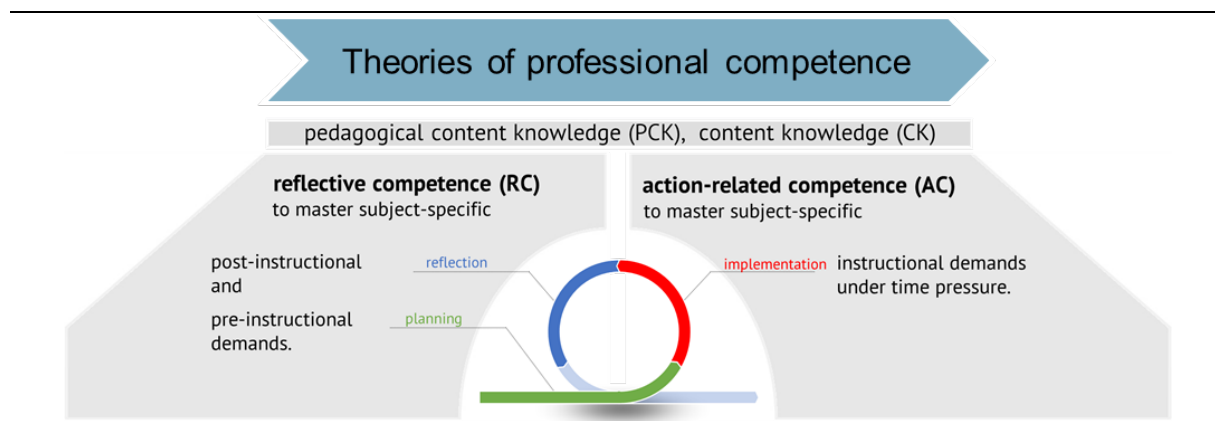 Theories of professional competence
pedagogical content knowledge (PCK), content knowledge (CK)
reflective competence (RC)
to master subject-specific
post-instructional
and
reflection
pre-instructional
demands.
planning
action-related competence (AC)
to master subject-specific
implementation
instructional demands
under time pressure.